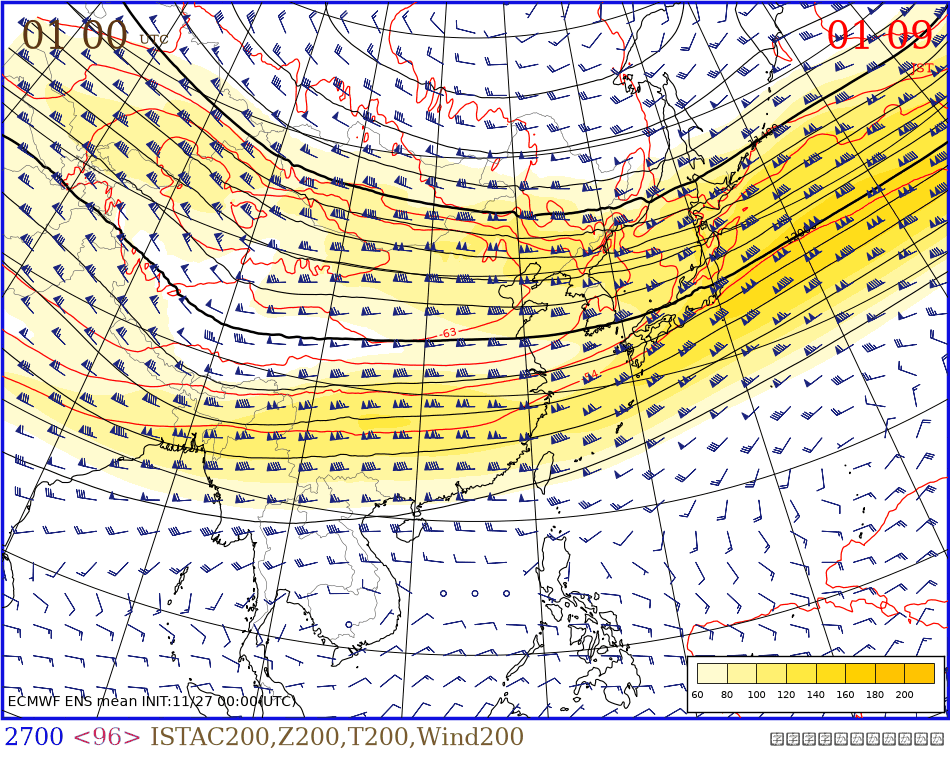 01 00 UTC 01 09
JST
-63
60 80 100 120 140 160 180 200
ECMWF ENS mean INIT:11/27 00:00(UTC)
2700 <96> ISTAC200,Z200,T200,Wind200